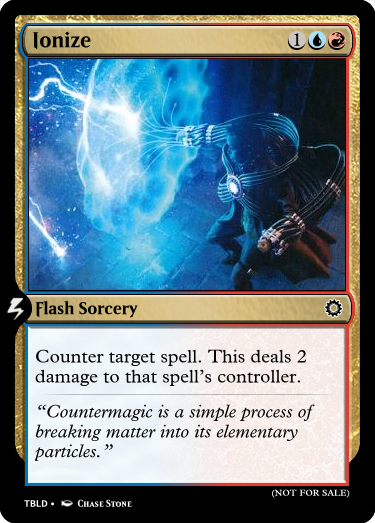 Ionize
1
Flash Sorcery
Counter target spell. This deals 2
damage to that spell's controller.
"Countermagic is a simple process of
breaking matter into its elementary
particles."
(NOT FOR SALE)
TBLD • Chase Stone